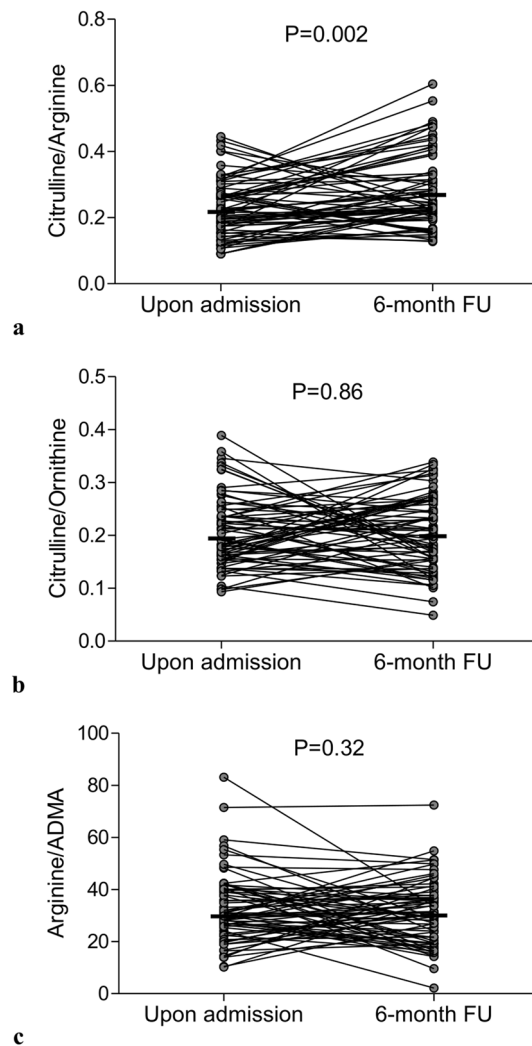 P=0.002
Citrulline/Arginine
0.8
0.6
0.4
0.2
0.0
Upon admission 6-month FU
a
P=0.86
Citrulline/Ornithine
0.5
0.4
0.3
0.2
0.1
0.0
Upon admission 6-month FU
b
P=0.32
Arginine/ADMA
100
80
60
40
20
0
Upon admission 6-month FU
c